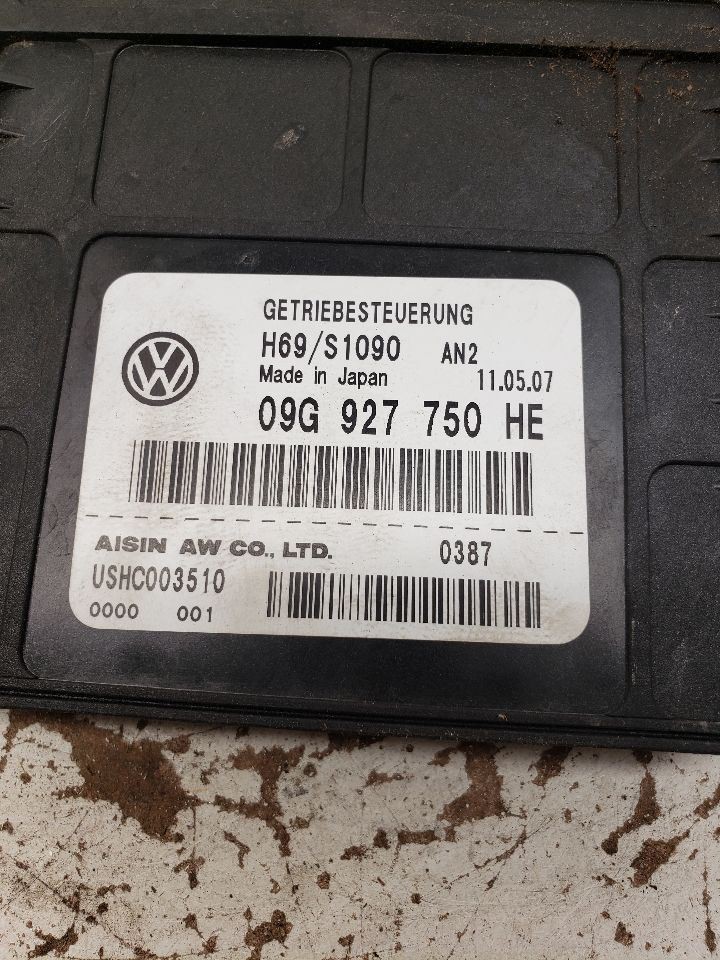 GETRIEBESTEUERUNG
H69/S1090 AN2
Made in Japan 11.05.07
09G 927 750 HE
AISIN AW CO., LTD. 0387
USHC003510
0000 001